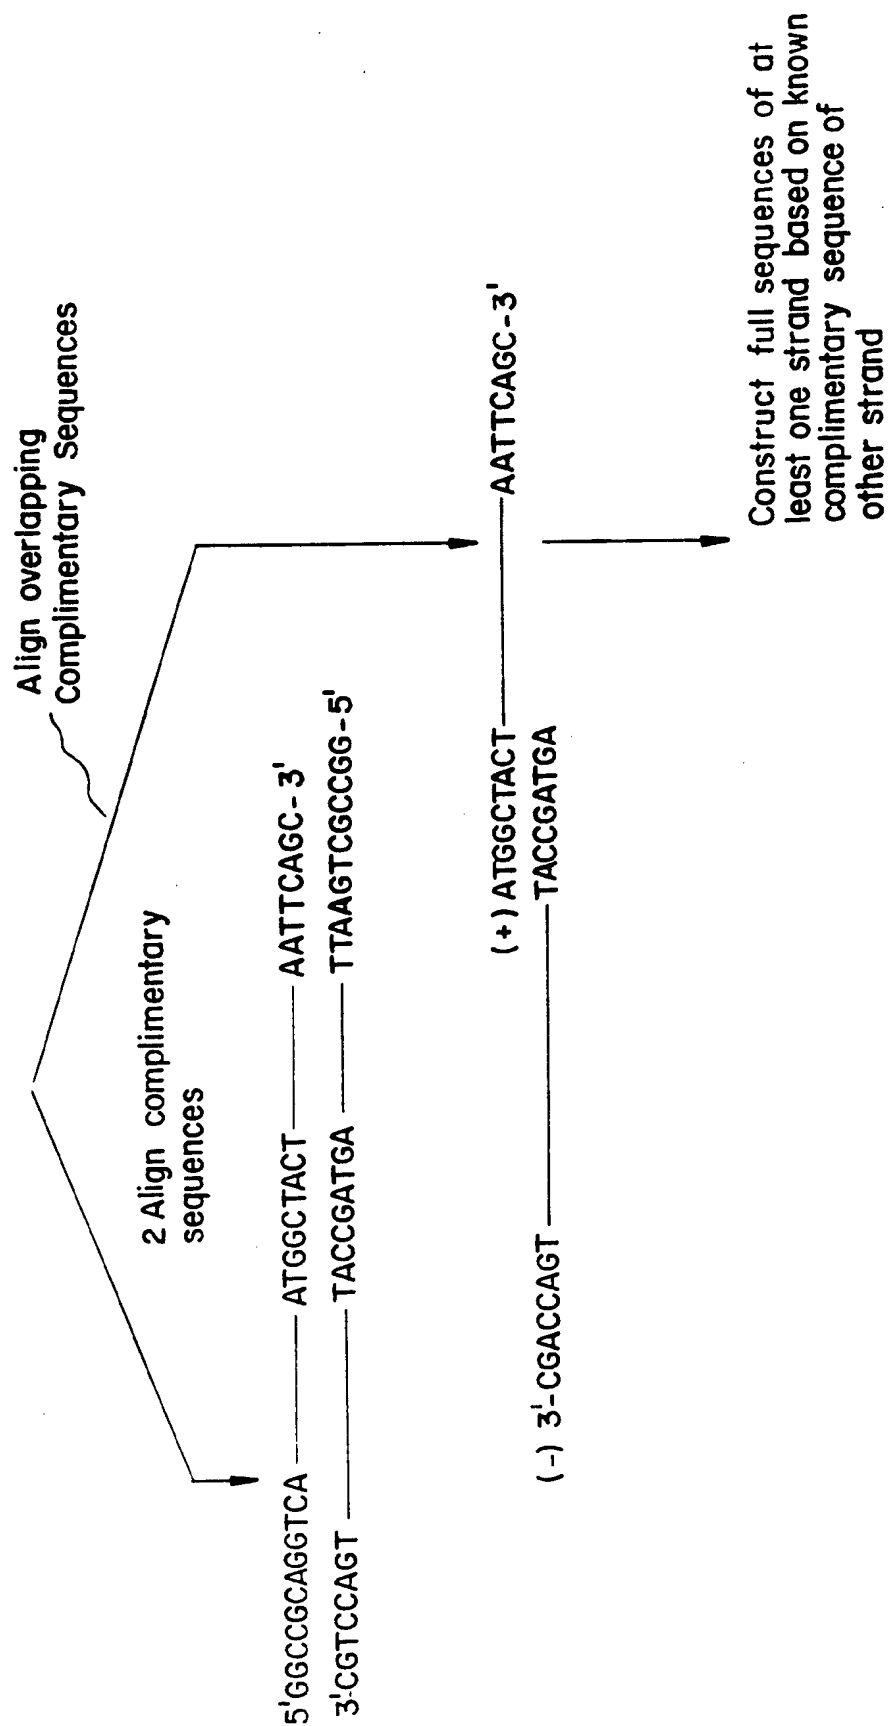 Align overlapping
Complimentary Sequences
2 Align complimentary
sequences
5'GGCCGCAGGTCA ATGGCTACT AATTCAGC-3'
3'-CGTCCAGT TACCGATGA TTAAGTCGCCGG-5'
(+) ATGGCTACT AATTCAGC-3'
(-) 3'-CGACCAGT TACCGATGA
Construct full sequences of at
least one strand based on known
complimentary sequence of
other strand